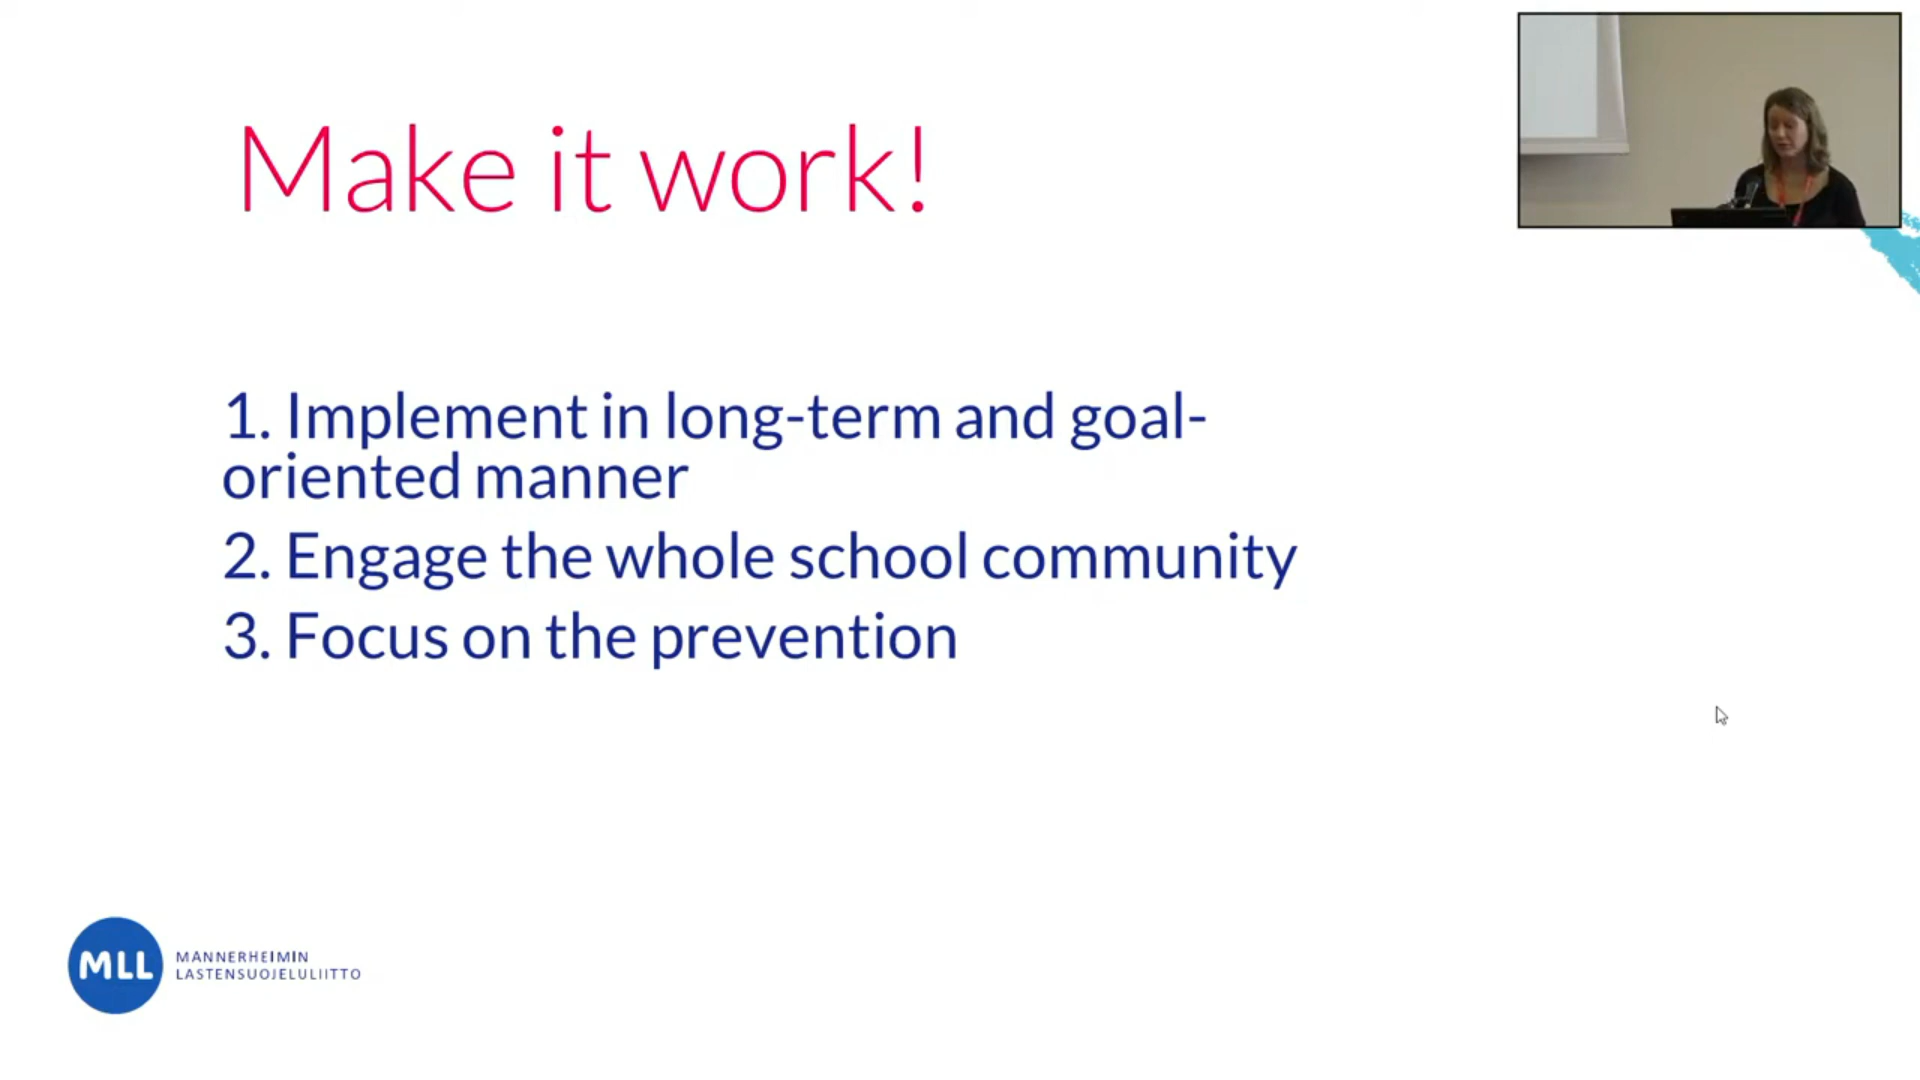 Make it work!
1. Implement in long-term and goal-
oriented manner
2. Engage the whole school community
3. Focus on the prevention
MLL
MANNERHEIMIN
LASTENSUOJELULIITTO